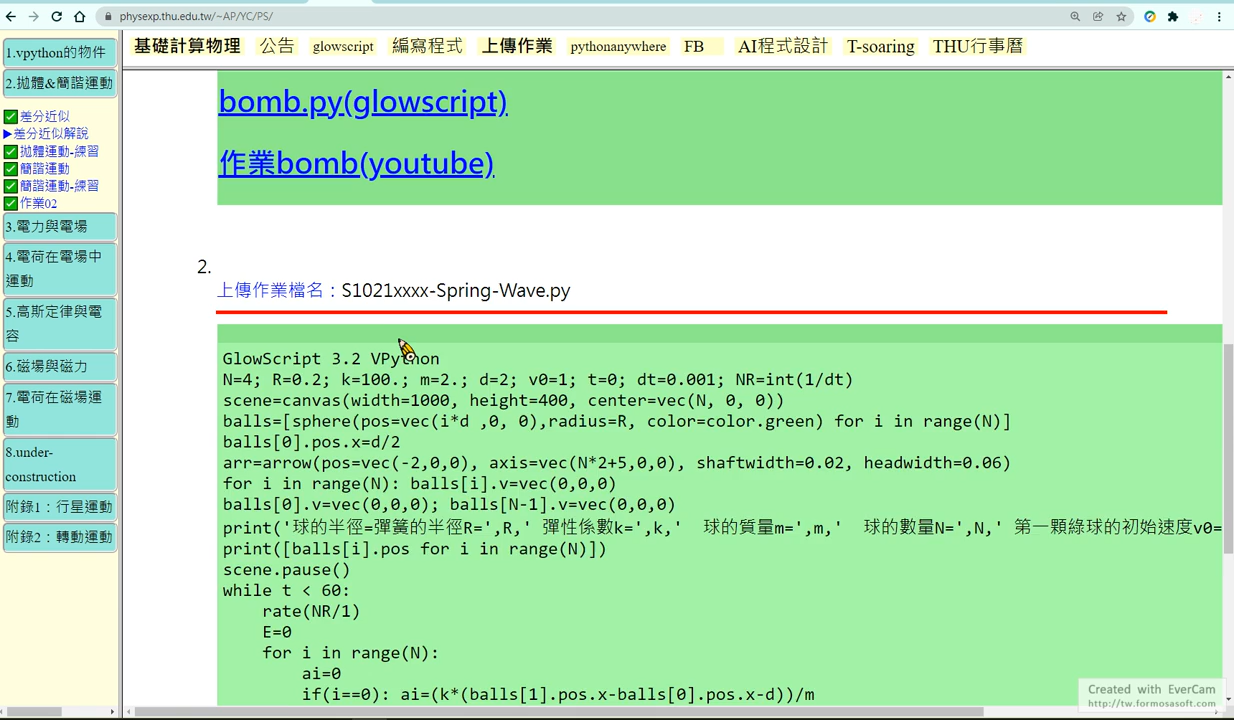 physexp.thu.edu.tw/~AP/YC/PS/
基礎計算物理 公告 glowscript 編寫程式 上傳作業 pythonanywhere FB AI程式設計 T-soaring THU行事曆
1.vpython的物件
2.拋體&簡諧運動
差分近似
▶差分近似解說
拋體運動-練習
簡諧運動
簡諧運動-練習
作業02
3.電力與電場
4.電荷在電場中
運動
5.高斯定律與電
容
6.磁場與磁力
7.電荷在磁場運
動
8.under-
construction
附錄1：行星運動
附錄2：轉動運動
bomb.py(glowscript)
作業bomb(youtube)
2.
上傳作業檔名：S1021xxxx-Spring-Wave.py
GlowScript 3.2 VPython
N=4; R=0.2; k=100.; m=2.; d=2; v0=1; t=0; dt=0.001; NR=int(1/dt)
scene=canvas(width=1000, height=400, center=vec(N, 0, 0))
balls=[sphere(pos=vec(i*d ,0, 0),radius=R, color=color.green) for i in range(N)]
balls[0].pos.x=d/2
arr=arrow(pos=vec(-2,0,0), axis=vec(N*2+5,0,0), shaftwidth=0.02, headwidth=0.06)
for i in range(N): balls[i].v=vec(0,0,0)
balls[0].v=vec(0,0,0); balls[N-1].v=vec(0,0,0)
print('球的半徑=彈簧的半徑R=',R,' 彈性係數k=',k,'  球的質量m=',m,'  球的數量N=',N,' 第一顆綠球的初始速度v0=
print([balls[i].pos for i in range(N)])
scene.pause()
while t < 60:
    rate(NR/1)
    E=0
    for i in range(N):
        ai=0
        if(i==0): ai=(k*(balls[1].pos.x-balls[0].pos.x-d))/m
Created with EverCam
http://tw.formosasoft.com